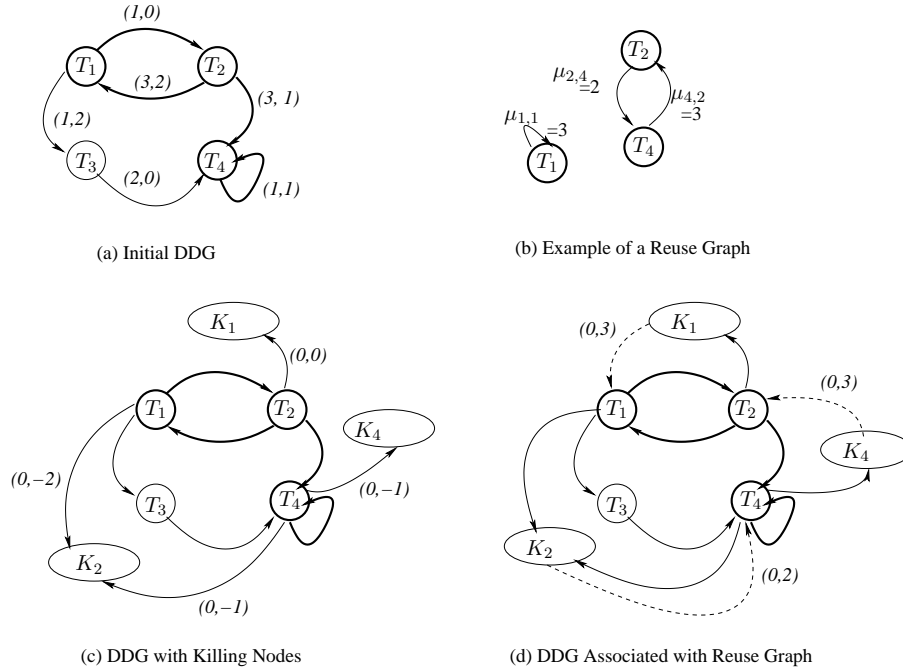 (1,0)
T1
T2
(3,2)
(3, 1)
(1,2)
T3
(2,0)
T4
(1,1)
(a) Initial DDG
T2
μ2,4
=2
μ4,2
=3
μ1,1
=3
T4
T1
(b) Example of a Reuse Graph
K1
(0,0)
T1
T2
K4
(0,−2)
(0,−1)
T3
T4
K2
(0,−1)
(c) DDG with Killing Nodes
K1
(0,3)
(0,3)
T1
T2
K4
T3
T4
K2
(0,2)
(d) DDG Associated with Reuse Graph